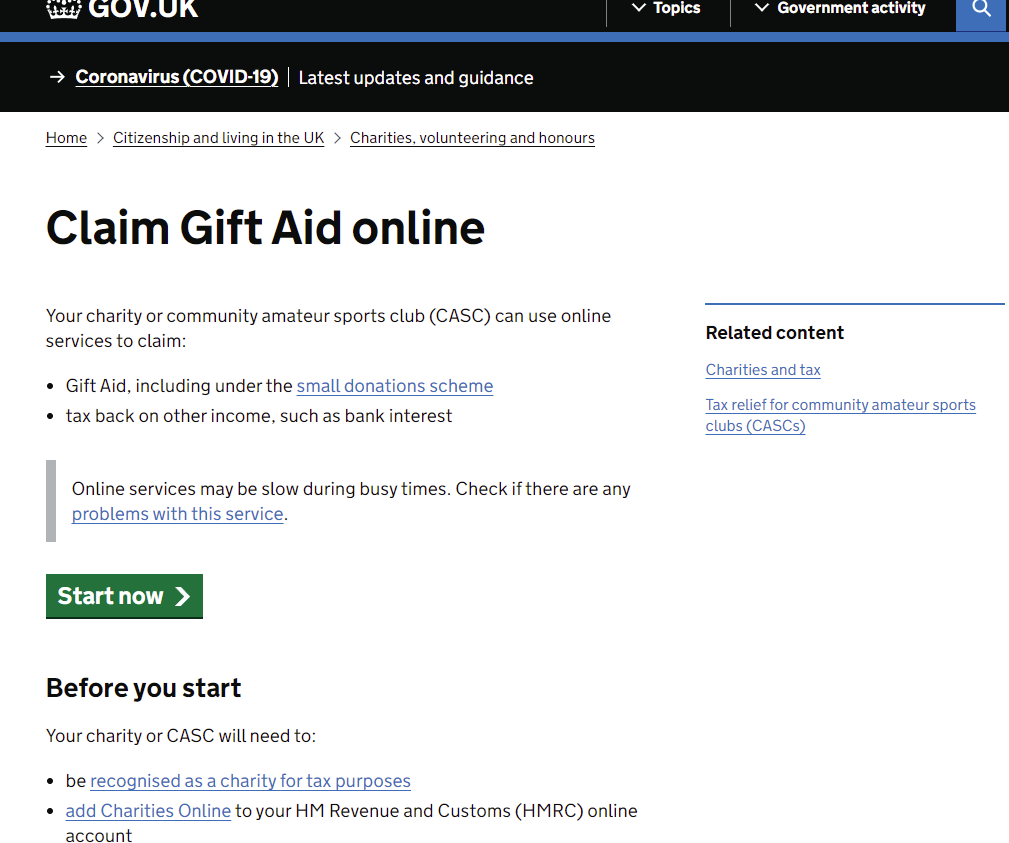 GOV.UK
Topics
Government activity
→ Coronavirus (COVID-19) | Latest updates and guidance
Home > Citizenship and living in the UK > Charities, volunteering and honours
Claim Gift Aid online
Your charity or community amateur sports club (CASC) can use online
services to claim:
• Gift Aid, including under the small donations scheme
• tax back on other income, such as bank interest
Online services may be slow during busy times. Check if there are any
problems with this service.
Start now >
Before you start
Your charity or CASC will need to:
• be recognised as a charity for tax purposes
• add Charities Online to your HM Revenue and Customs (HMRC) online
account
Related content
Charities and tax
Tax relief for community amateur sports
clubs (CASCs)